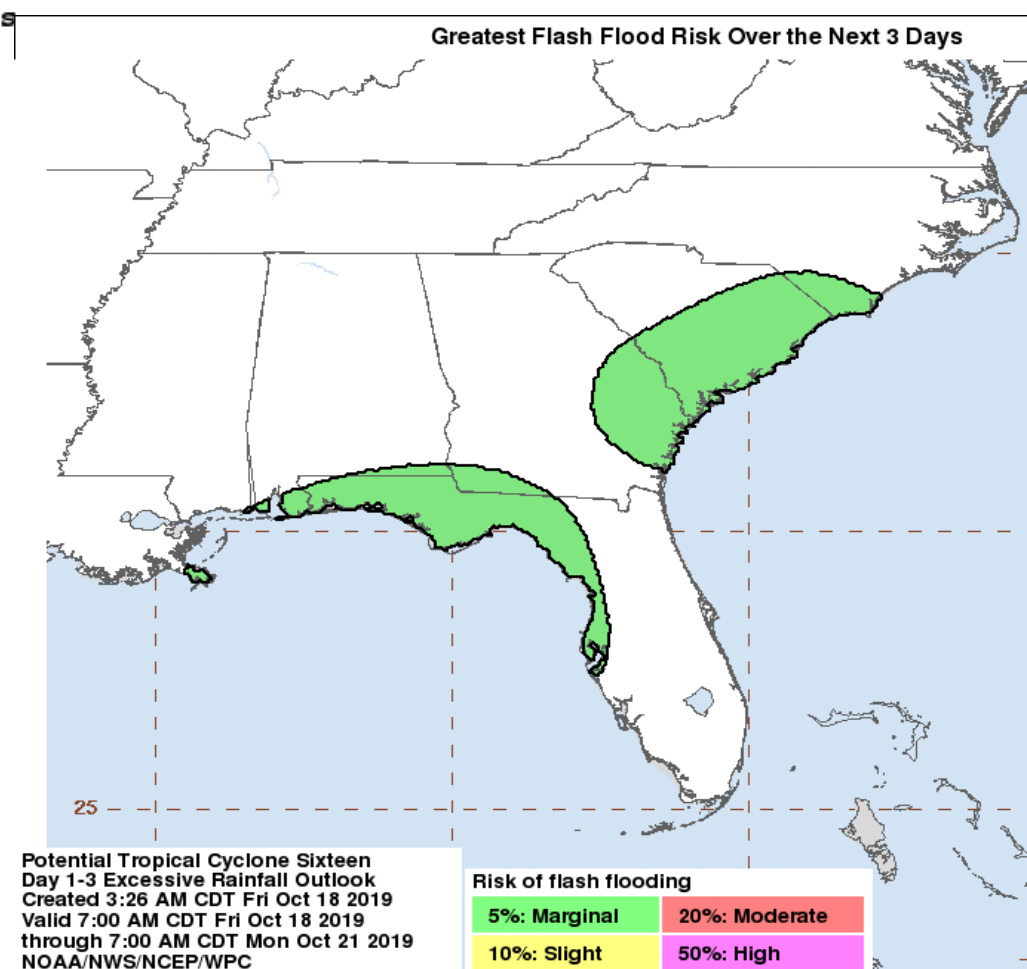 s
Greatest Flash Flood Risk Over the Next 3 Days
25
Potential Tropical Cyclone Sixteen
Day 1-3 Excessive Rainfall Outlook
Created 3:26 AM CDT Fri Oct 18 2019
Valid 7:00 AM CDT Fri Oct 18 2019
through 7:00 AM CDT Mon Oct 21 2019
NOAA/NWS/NCEP/WPC
Risk of flash flooding
5%: Marginal
20%: Moderate
10%: Slight
50%: High